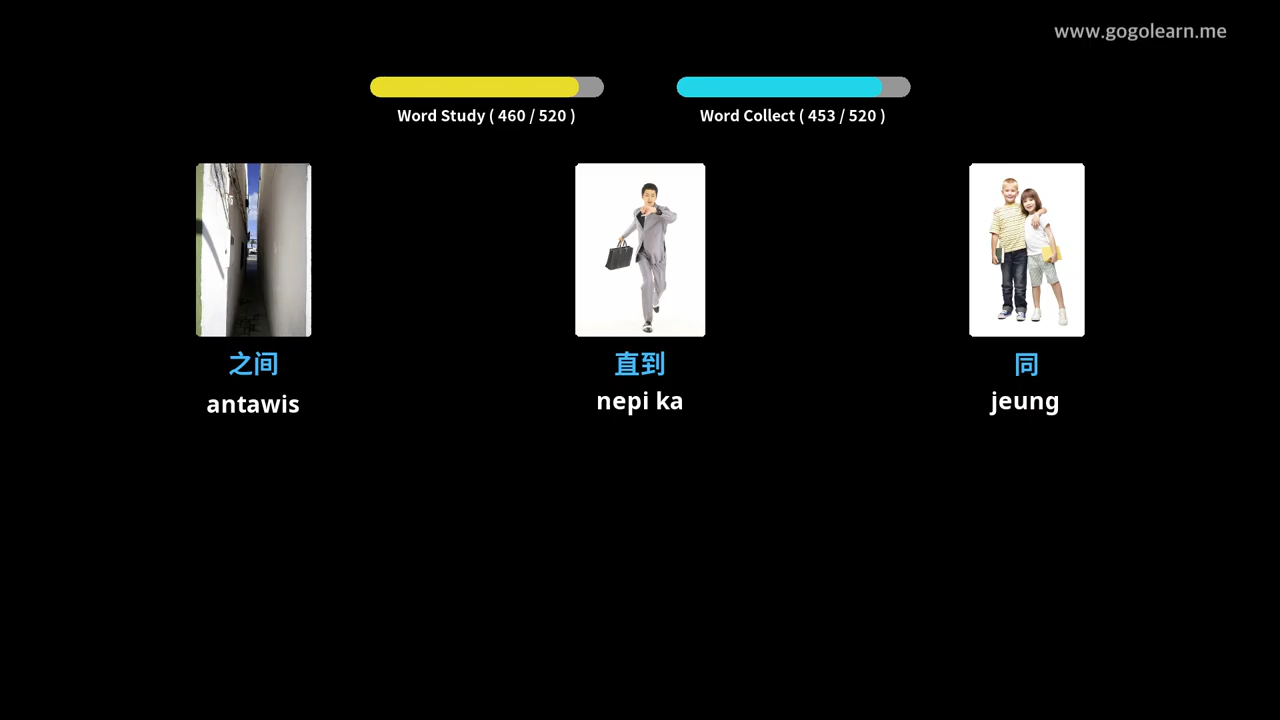 www.gogolearn.me
Word Study ( 460 / 520 )
Word Collect ( 453 / 520 )
之间
antawis
直到
nepi ka
同
jeung